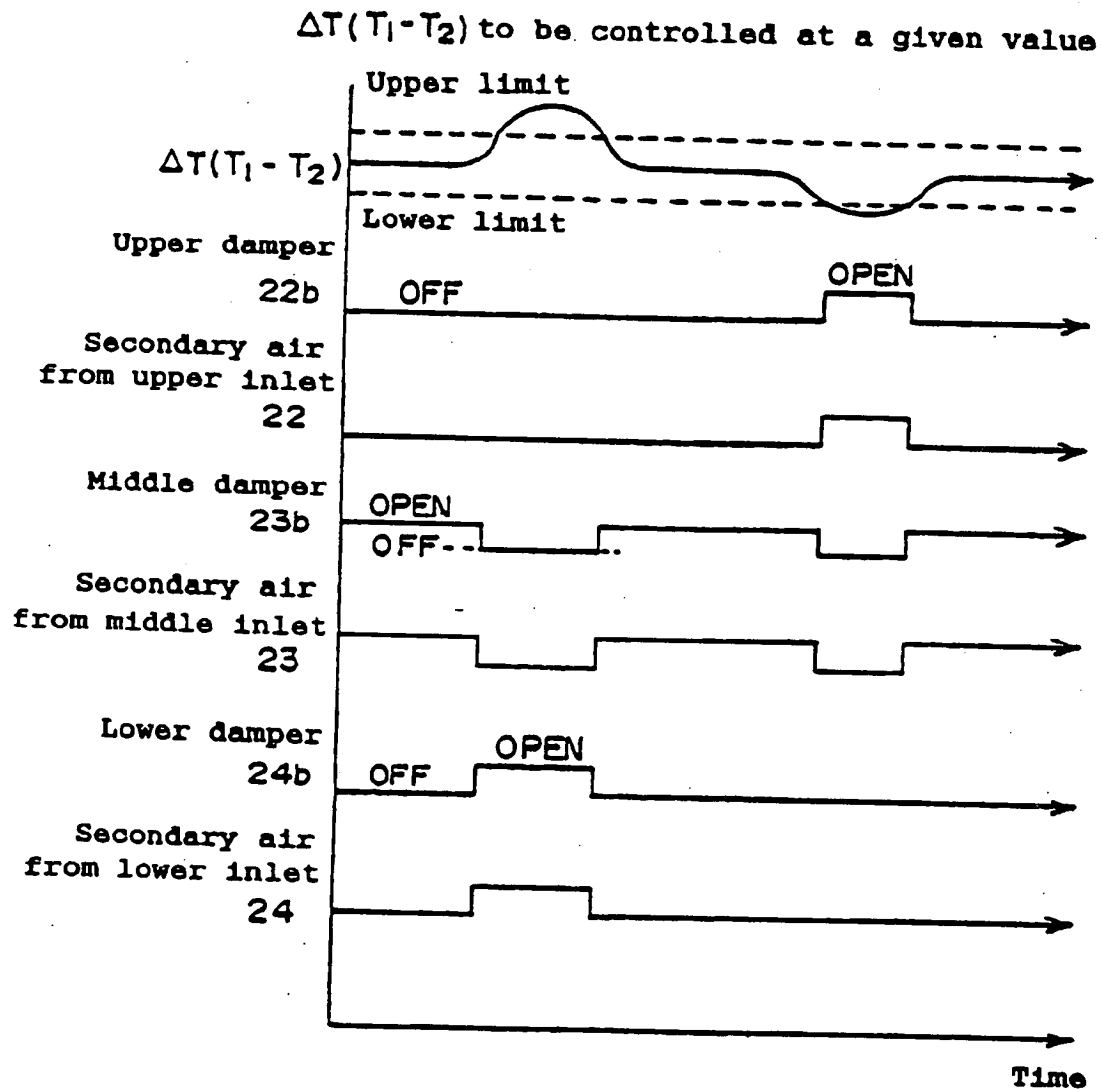 ΔT(T₁-T₂) to be controlled at a given value
Upper limit
ΔT(T₁ - T₂)
Lower limit
Upper damper
22b
OFF
OPEN
Secondary air
from upper inlet
22
Middle damper
23b
OPEN
OFF
Secondary air
from middle inlet
23
Lower damper
24b
OFF
OPEN
Secondary air
from lower inlet
24
Time